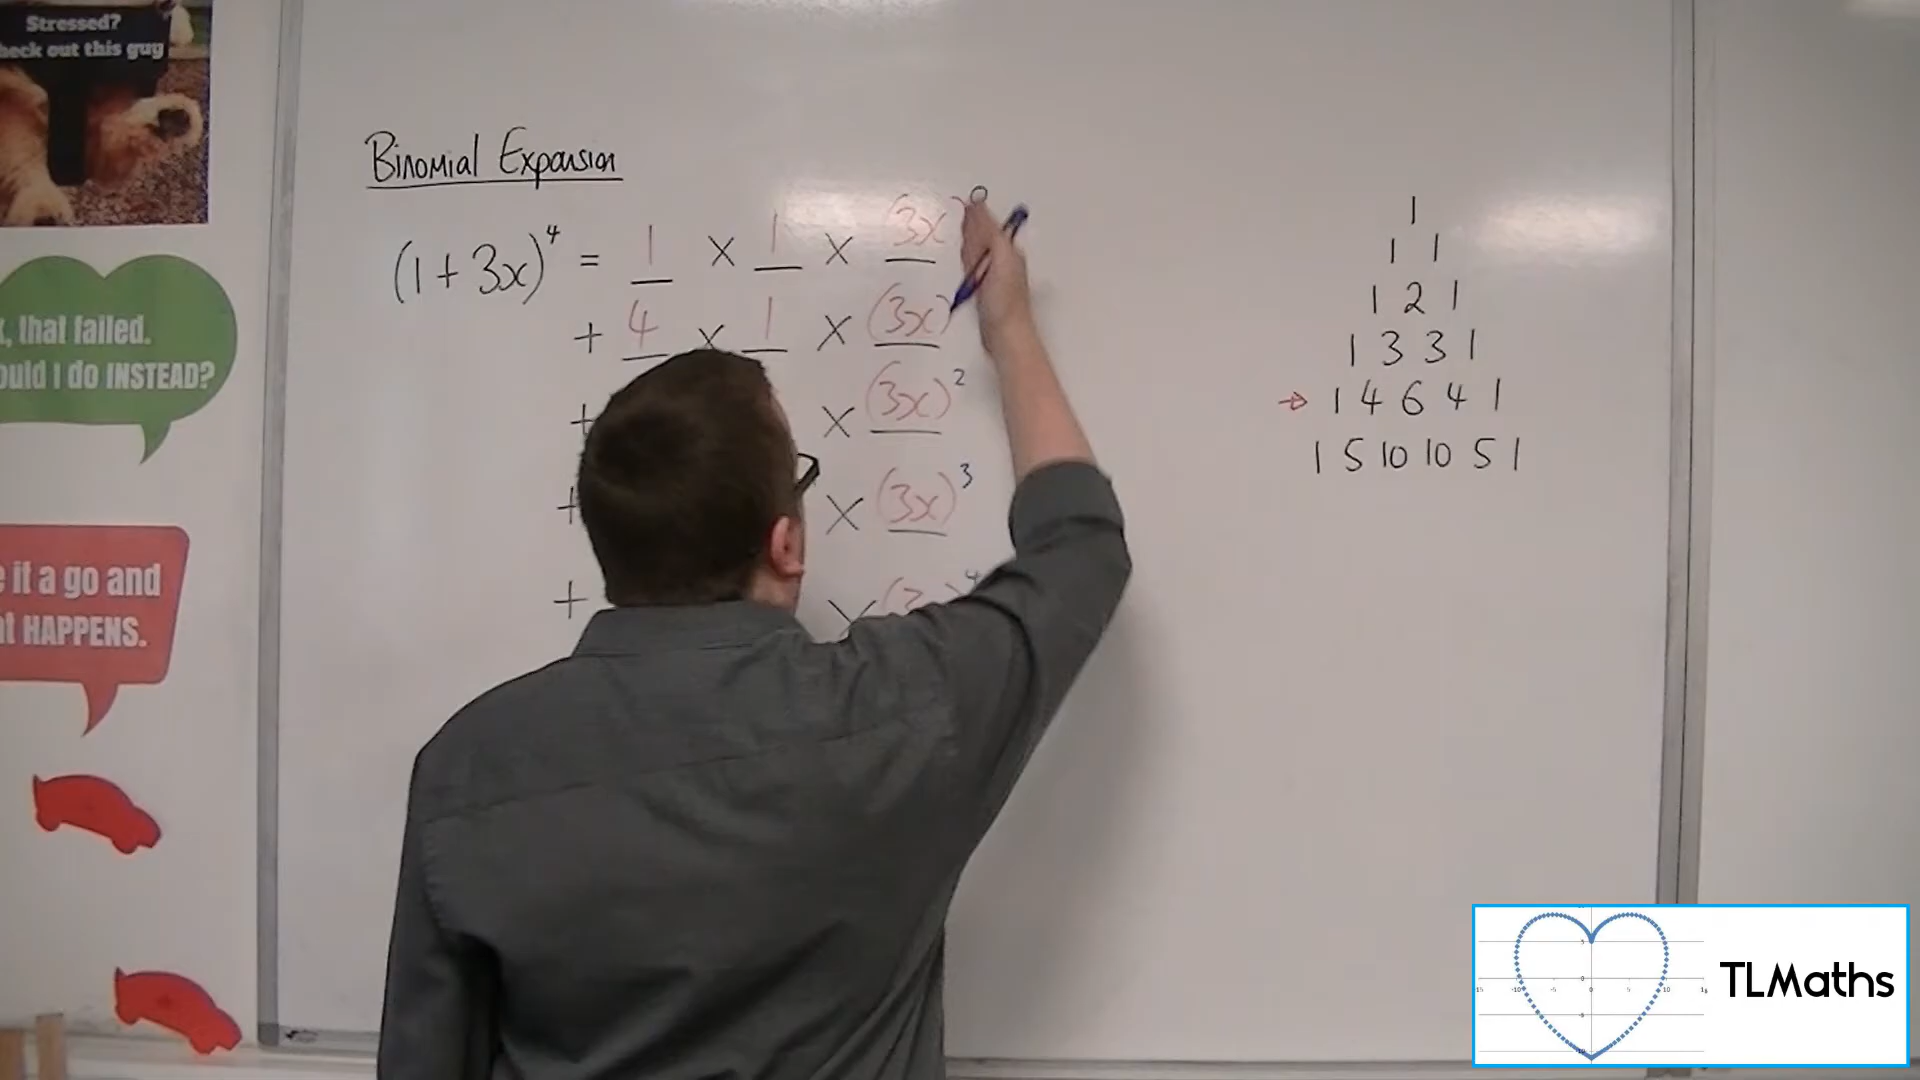 Stressed?
heck out this guy
Binomial Expansion
(1 + 3x)⁴ = 1 × 1 × (3x)⁰
+ 4 × 1 × (3x)
+ × (3x)²
+ × (3x)³
+ × (3x)⁴
1
1 1
1 2 1
1 3 3 1
→ 1 4 6 4 1
1 5 10 10 5 1
, that failed.
ould I do INSTEAD?
it a go and
HAPPENS.
TLMaths